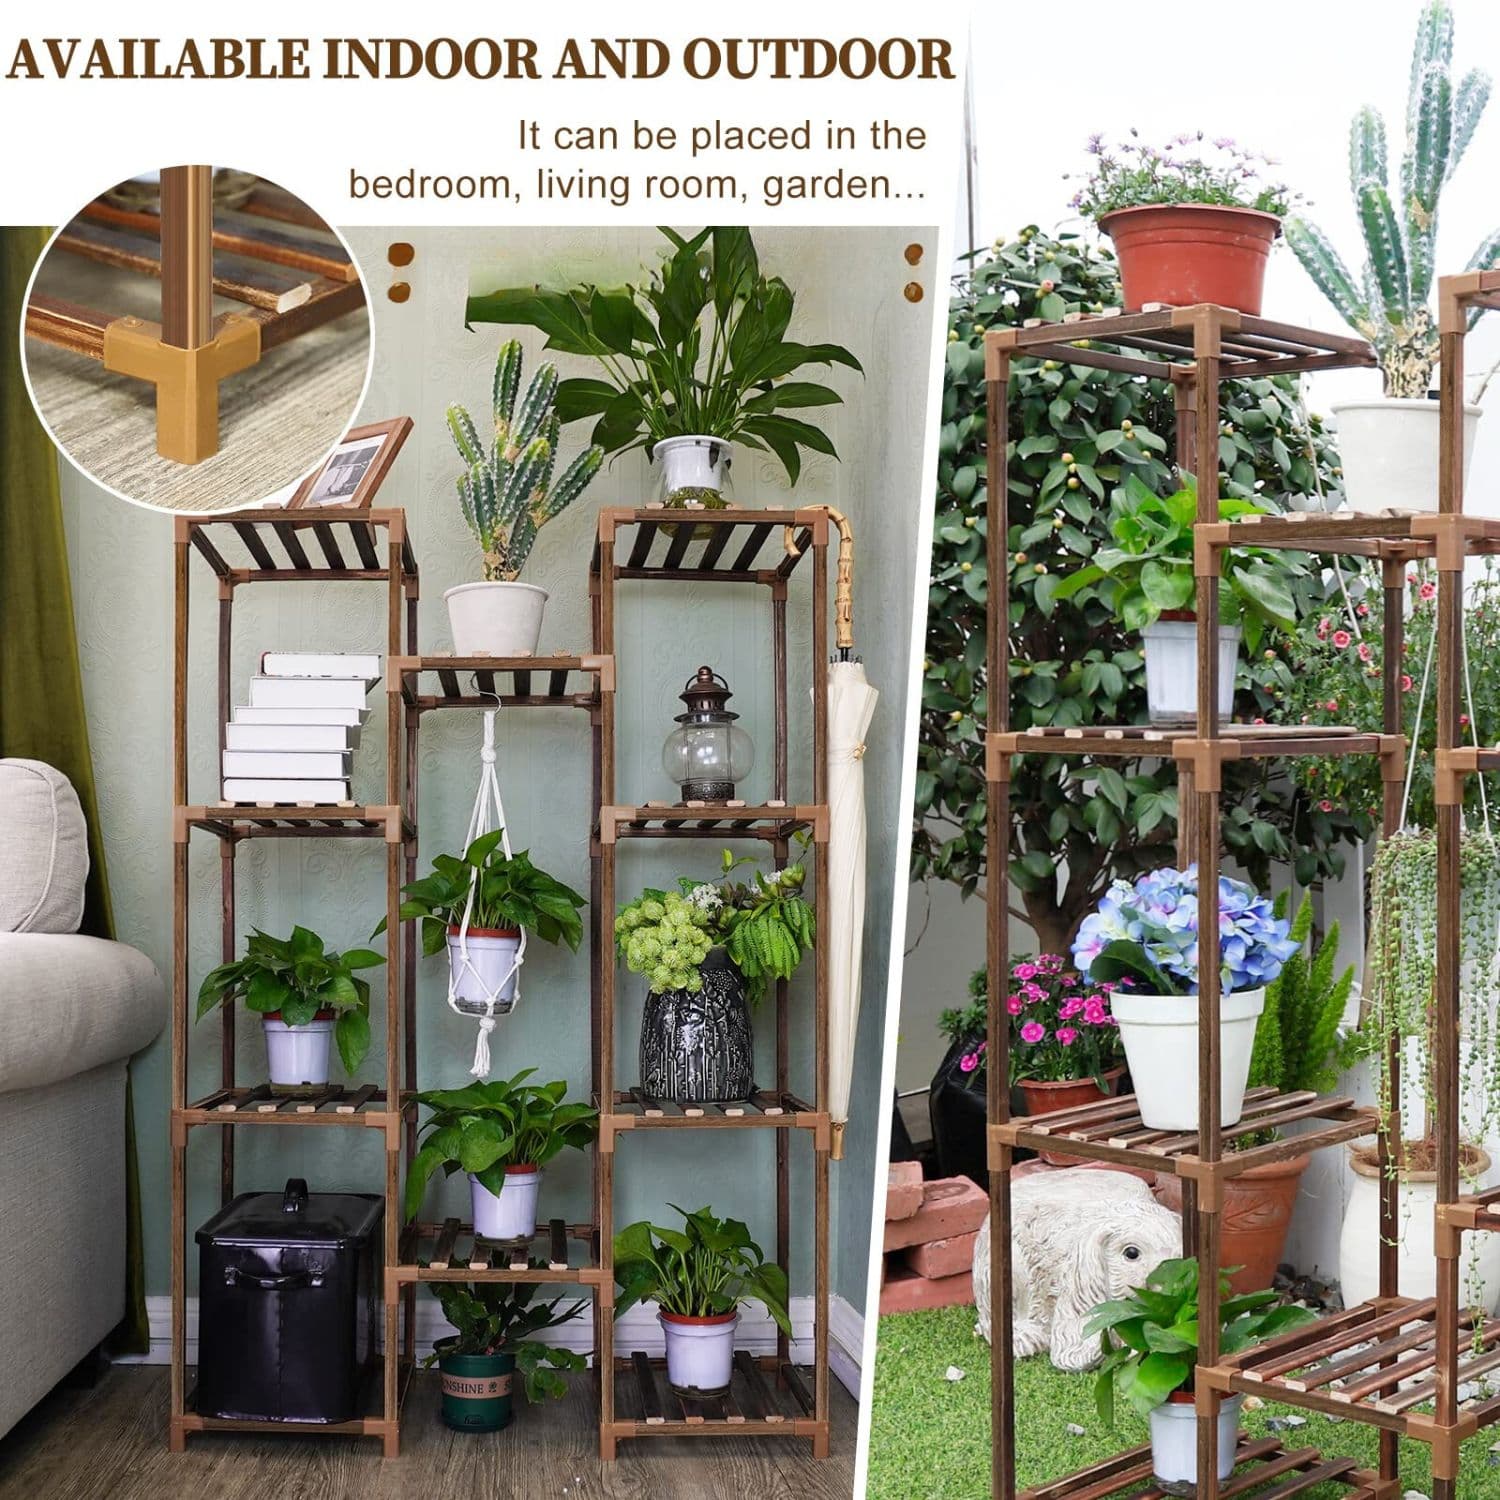 AVAILABLE INDOOR AND OUTDOOR
It can be placed in the
bedroom, living room, garden...
NSHINE